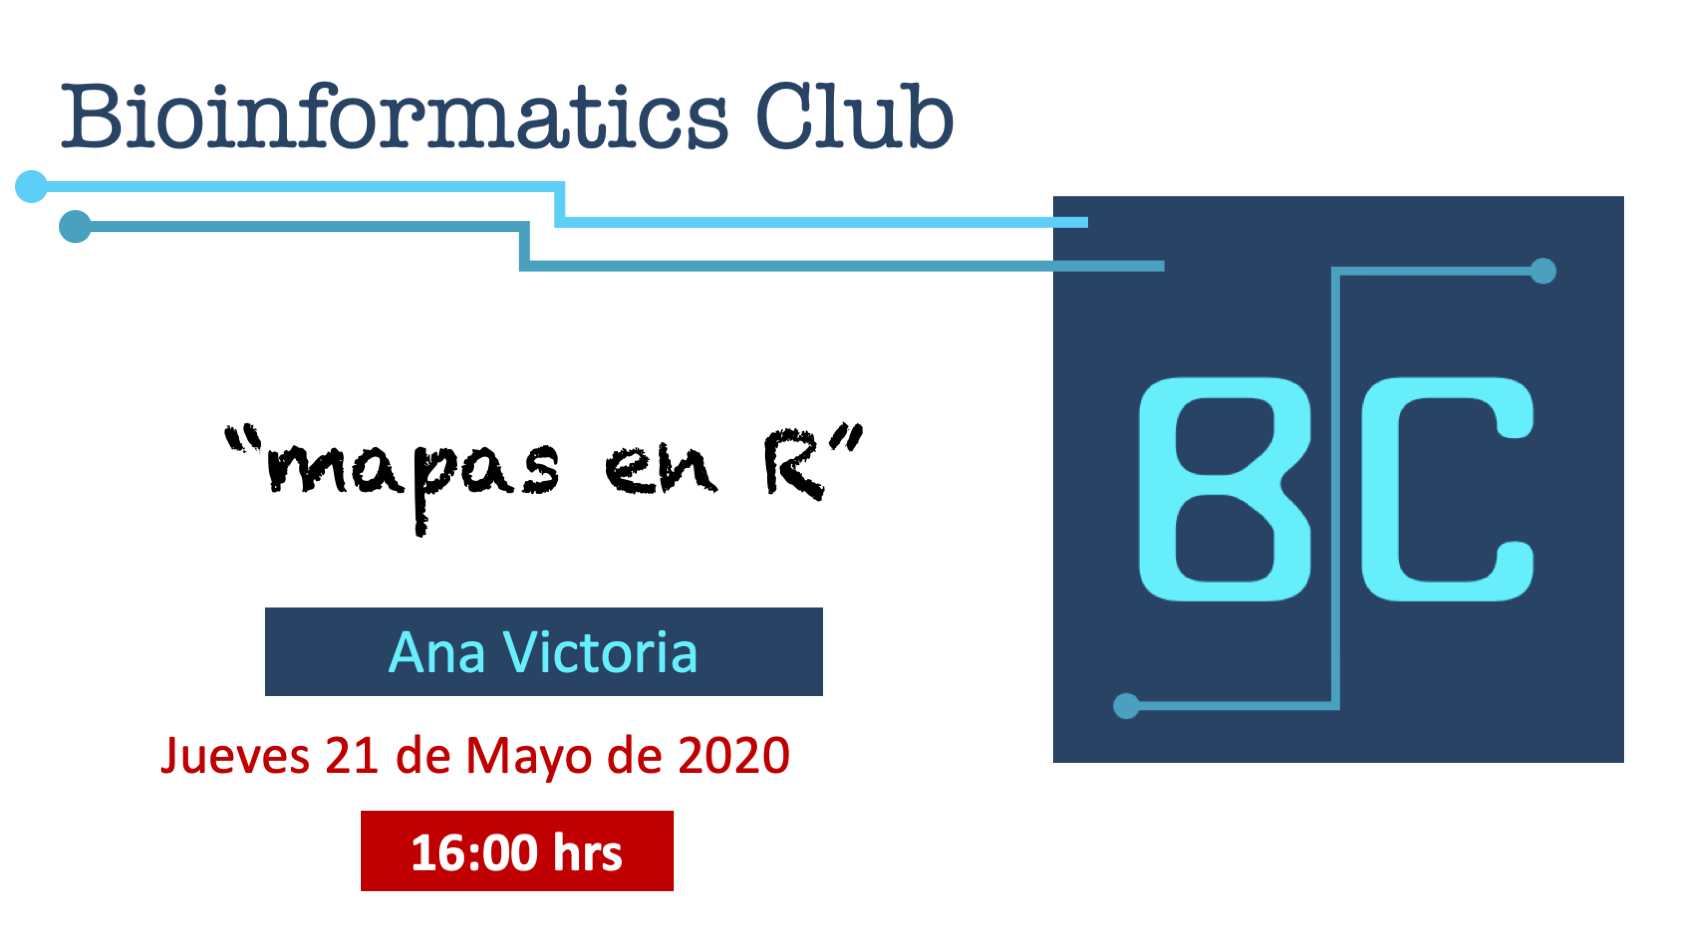 Bioinformatics Club
BC
“mapas en R”
Ana Victoria
Jueves 21 de Mayo de 2020
16:00 hrs